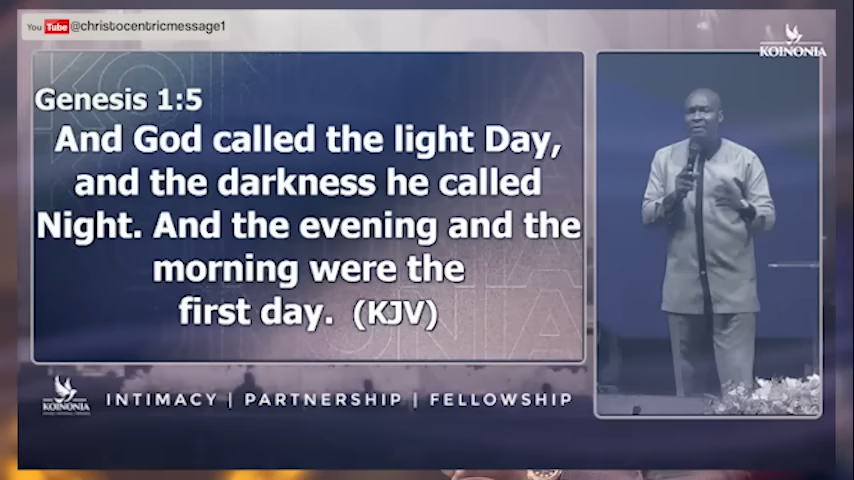 You Tube @christocentricmessage1
KOINONIA
Genesis 1:5
And God called the light Day,
and the darkness he called
Night. And the evening and the
morning were the
first day. (KJV)
KOINONIA
INTIMACY | PARTNERSHIP | FELLOWSHIP